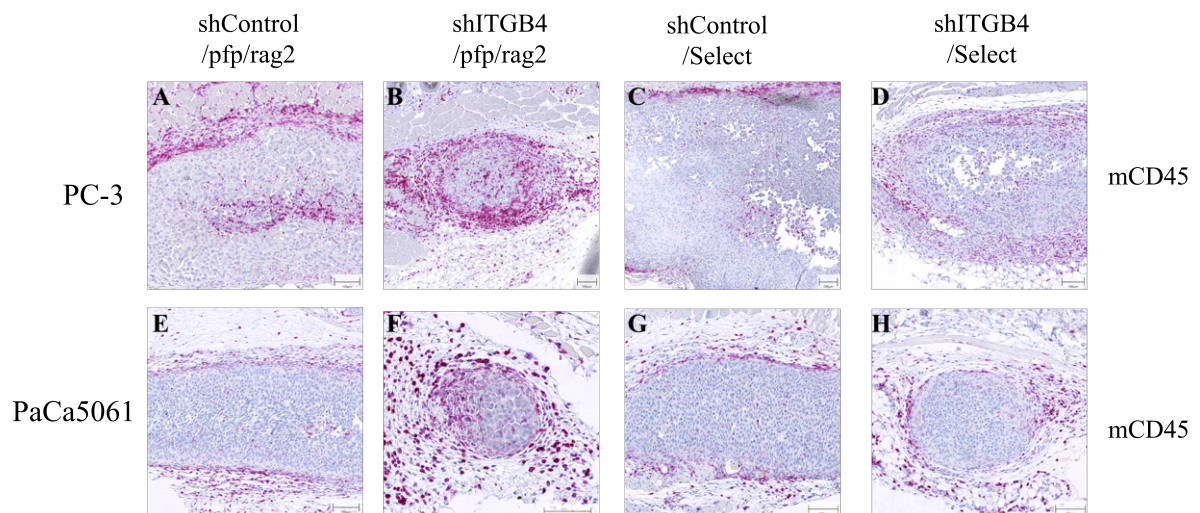 shControl
/pfp/rag2
shITGB4
/pfp/rag2
shControl
/Select
shITGB4
/Select
PC-3
A
B
C
D
mCD45
PaCa5061
E
F
G
H
mCD45